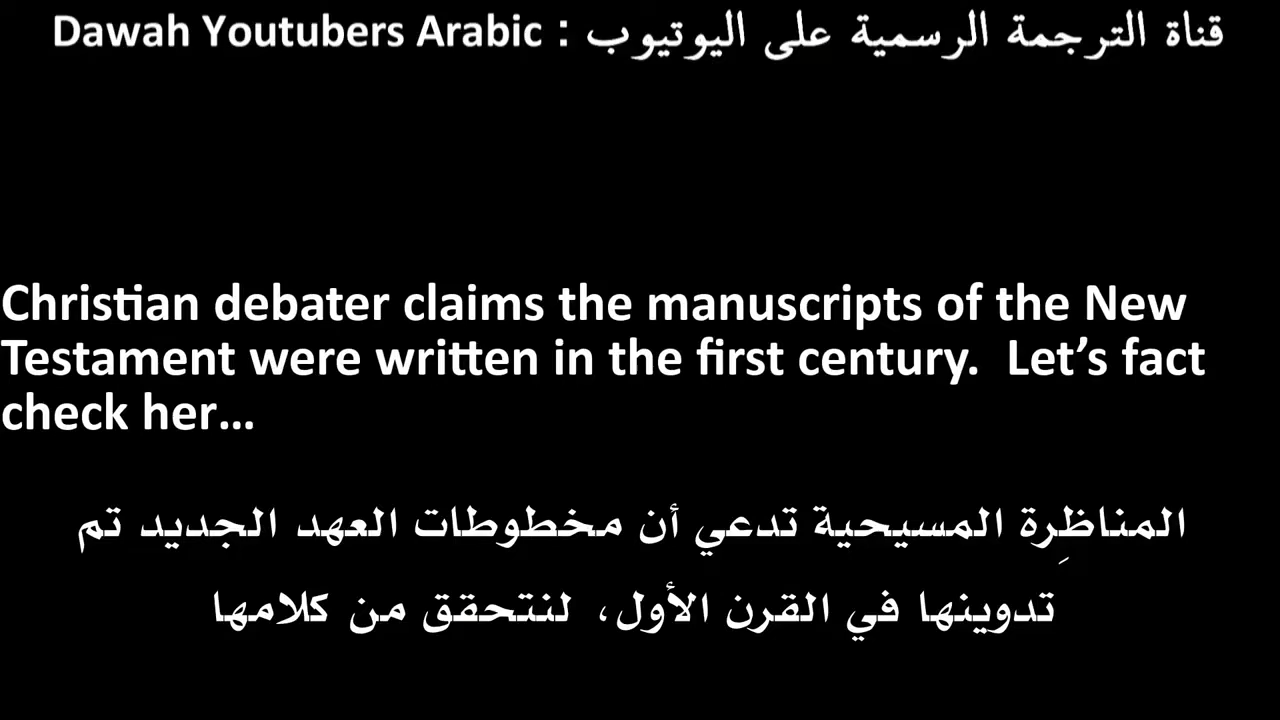 Dawah Youtubers Arabic : قناة الترجمة الرسمية على اليوتيوب
Christian debater claims the manuscripts of the New
Testament were written in the first century.  Let’s fact
check her...
المناظِرة المسيحية تدعي أن مخطوطات العهد الجديد تم
تدوينها في القرن الأول، لنتحقق من كلامها